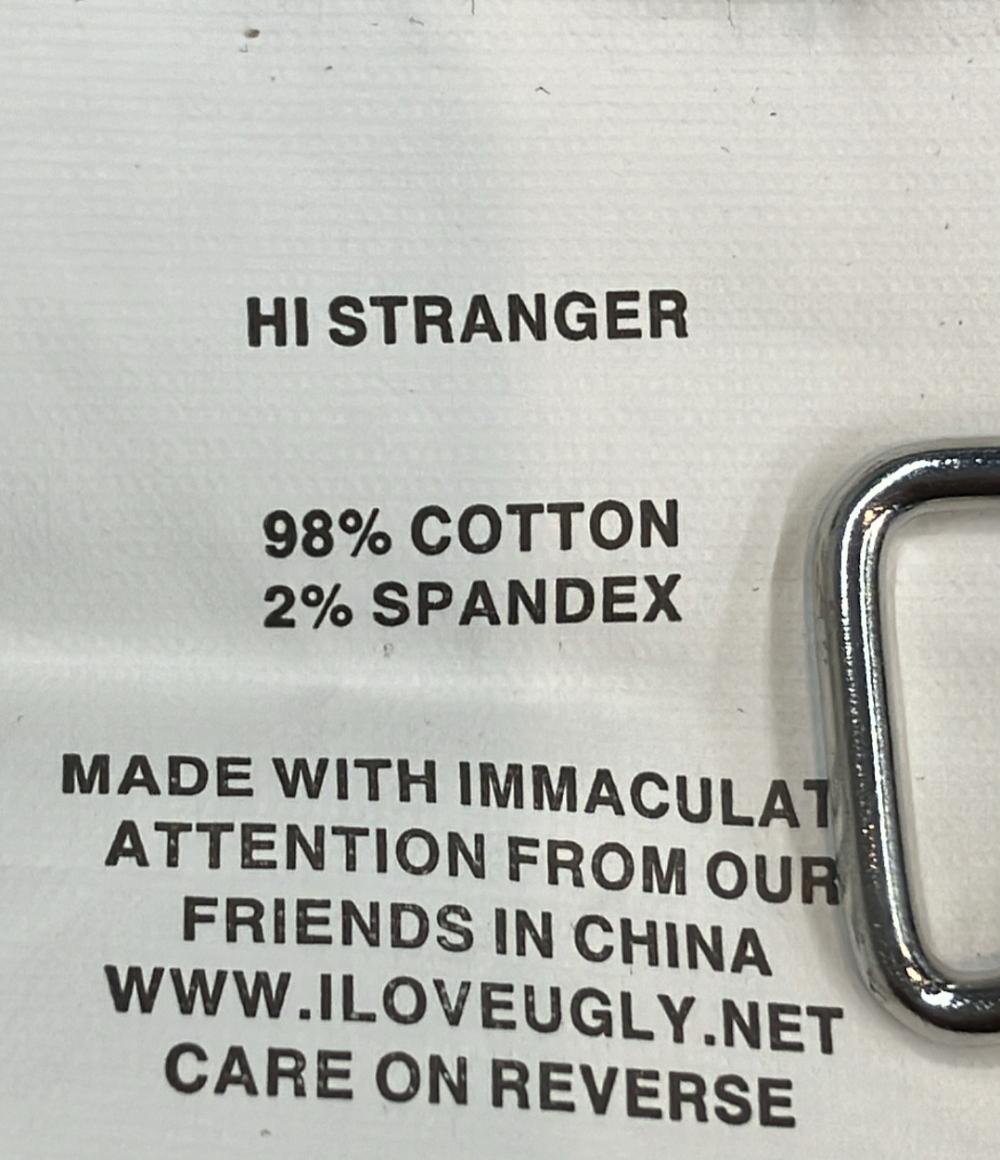 HI STRANGER
98% COTTON
2% SPANDEX
MADE WITH IMMACULAT
ATTENTION FROM OUR
FRIENDS IN CHINA
WWW.ILOVEUGLY.NET
CARE ON REVERSE